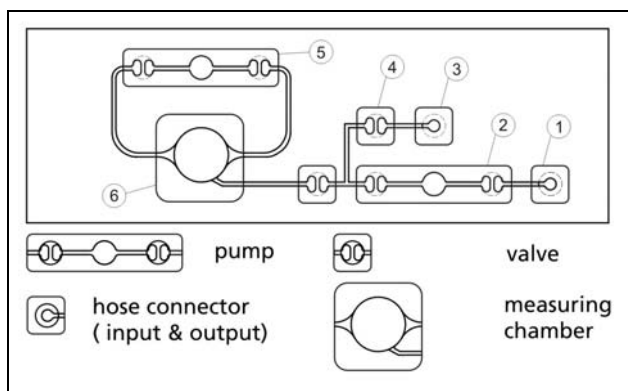 5
4
3
2
1
6
pump
valve
hose connector
( input & output)
measuring
chamber